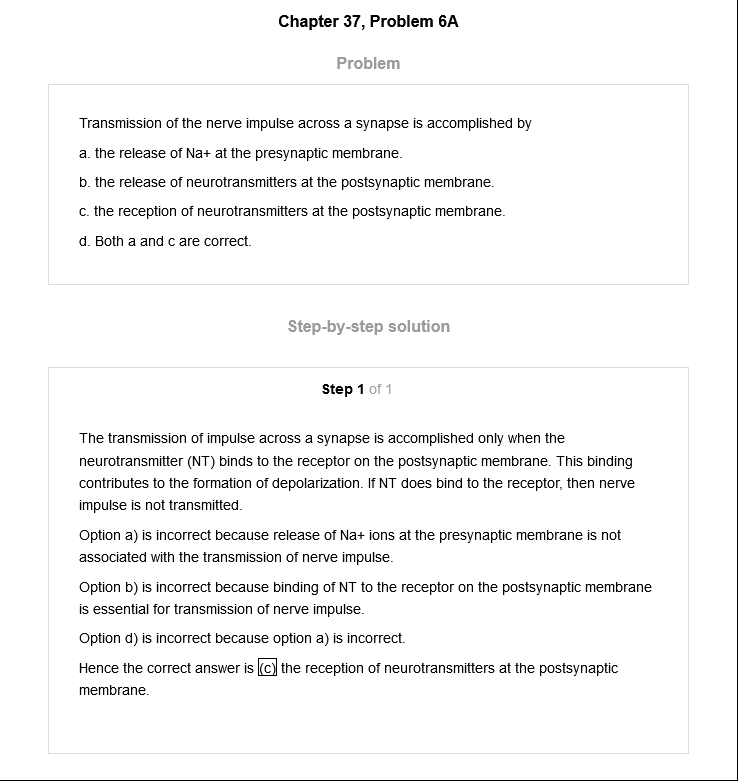 Chapter 37, Problem 6A
Problem
Transmission of the nerve impulse across a synapse is accomplished by
a. the release of Na+ at the presynaptic membrane.
b. the release of neurotransmitters at the postsynaptic membrane.
c. the reception of neurotransmitters at the postsynaptic membrane.
d. Both a and c are correct.
Step-by-step solution
Step 1 of 1
The transmission of impulse across a synapse is accomplished only when the
neurotransmitter (NT) binds to the receptor on the postsynaptic membrane. This binding
contributes to the formation of depolarization. If NT does bind to the receptor, then nerve
impulse is not transmitted.
Option a) is incorrect because release of Na+ ions at the presynaptic membrane is not
associated with the transmission of nerve impulse.
Option b) is incorrect because binding of NT to the receptor on the postsynaptic membrane
is essential for transmission of nerve impulse.
Option d) is incorrect because option a) is incorrect.
Hence the correct answer is (c) the reception of neurotransmitters at the postsynaptic
membrane.